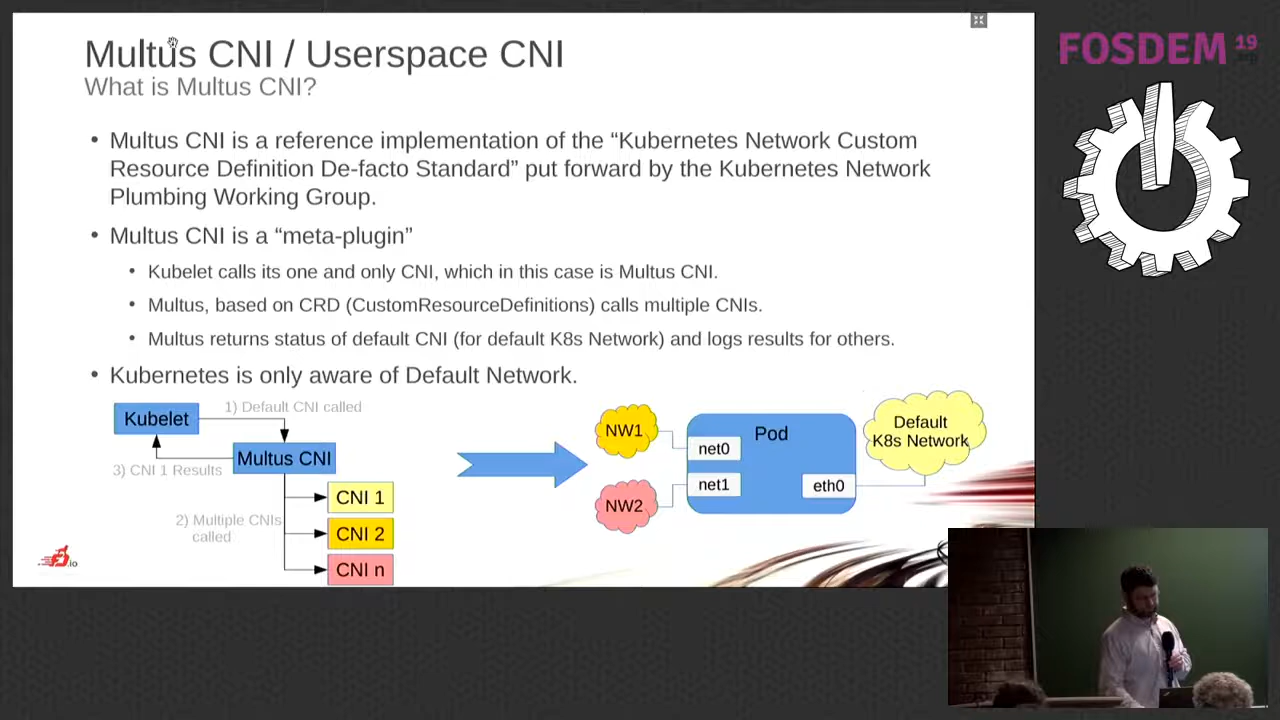 Multus CNI / Userspace CNI
What is Multus CNI?
• Multus CNI is a reference implementation of the “Kubernetes Network Custom
Resource Definition De-facto Standard” put forward by the Kubernetes Network
Plumbing Working Group.
• Multus CNI is a “meta-plugin”
• Kubelet calls its one and only CNI, which in this case is Multus CNI.
• Multus, based on CRD (CustomResourceDefinitions) calls multiple CNIs.
• Multus returns status of default CNI (for default K8s Network) and logs results for others.
• Kubernetes is only aware of Default Network.
Kubelet
1) Default CNI called
Multus CNI
3) CNI 1 Results
CNI 1
2) Multiple CNIs
called
CNI 2
CNI n
NW1
NW2
net0
net1
Pod
eth0
Default
K8s Network
.io
FOSDEM 19
.org